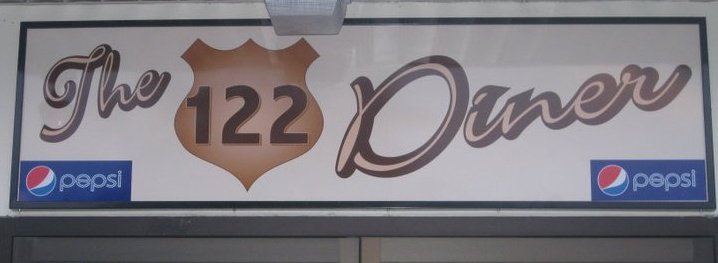 The 122 Diner
pepsi pepsi